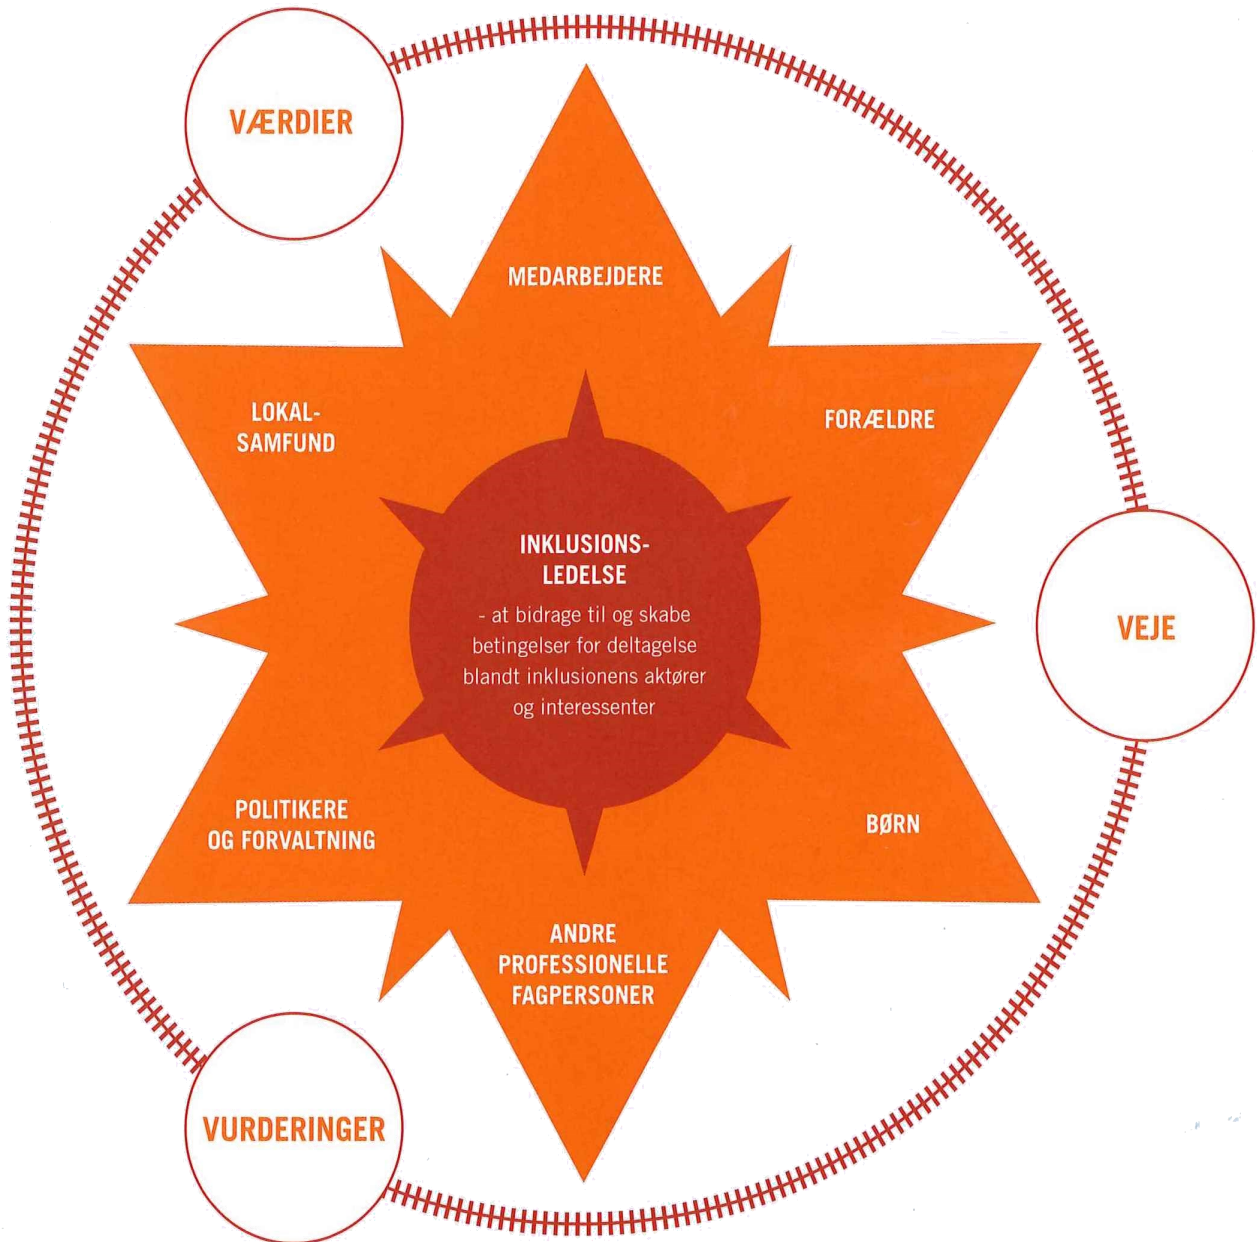 VÆRDIER
MEDARBEJDERE
LOKAL-
SAMFUND
FORÆLDRE
INKLUSIONS-
LEDELSE
- at bidrage til og skabe
betingelser for deltagelse
blandt inklusionens aktører
og interessenter
VEJE
POLITIKERE
OG FORVALTNING
BØRN
ANDRE
PROFESSIONELLE
FAGPERSONER
VURDERINGER